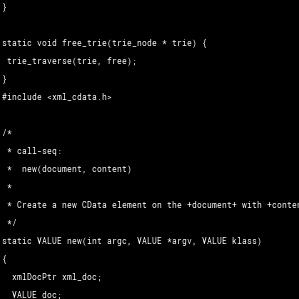 }
static void free_trie(trie_node * trie) {
trie_traverse(trie, free);
}
#include <xml_cdata.h>
/*
* call-seq:
*  new(document, content)
*
* Create a new CData element on the +document+ with +conten
*/
static VALUE new(int argc, VALUE *argv, VALUE klass)
{
xmlDocPtr xml_doc;
VALUE doc;